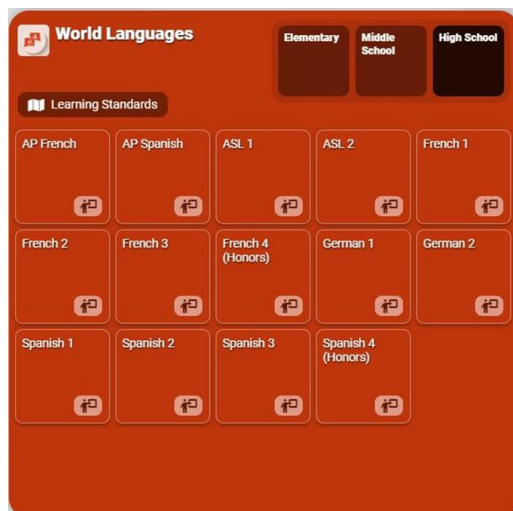 World Languages
Elementary
Middle
School
High School
Learning Standards
AP French
AP Spanish
ASL 1
ASL 2
French 1
French 2
French 3
French 4
(Honors)
German 1
German 2
Spanish 1
Spanish 2
Spanish 3
Spanish 4
(Honors)